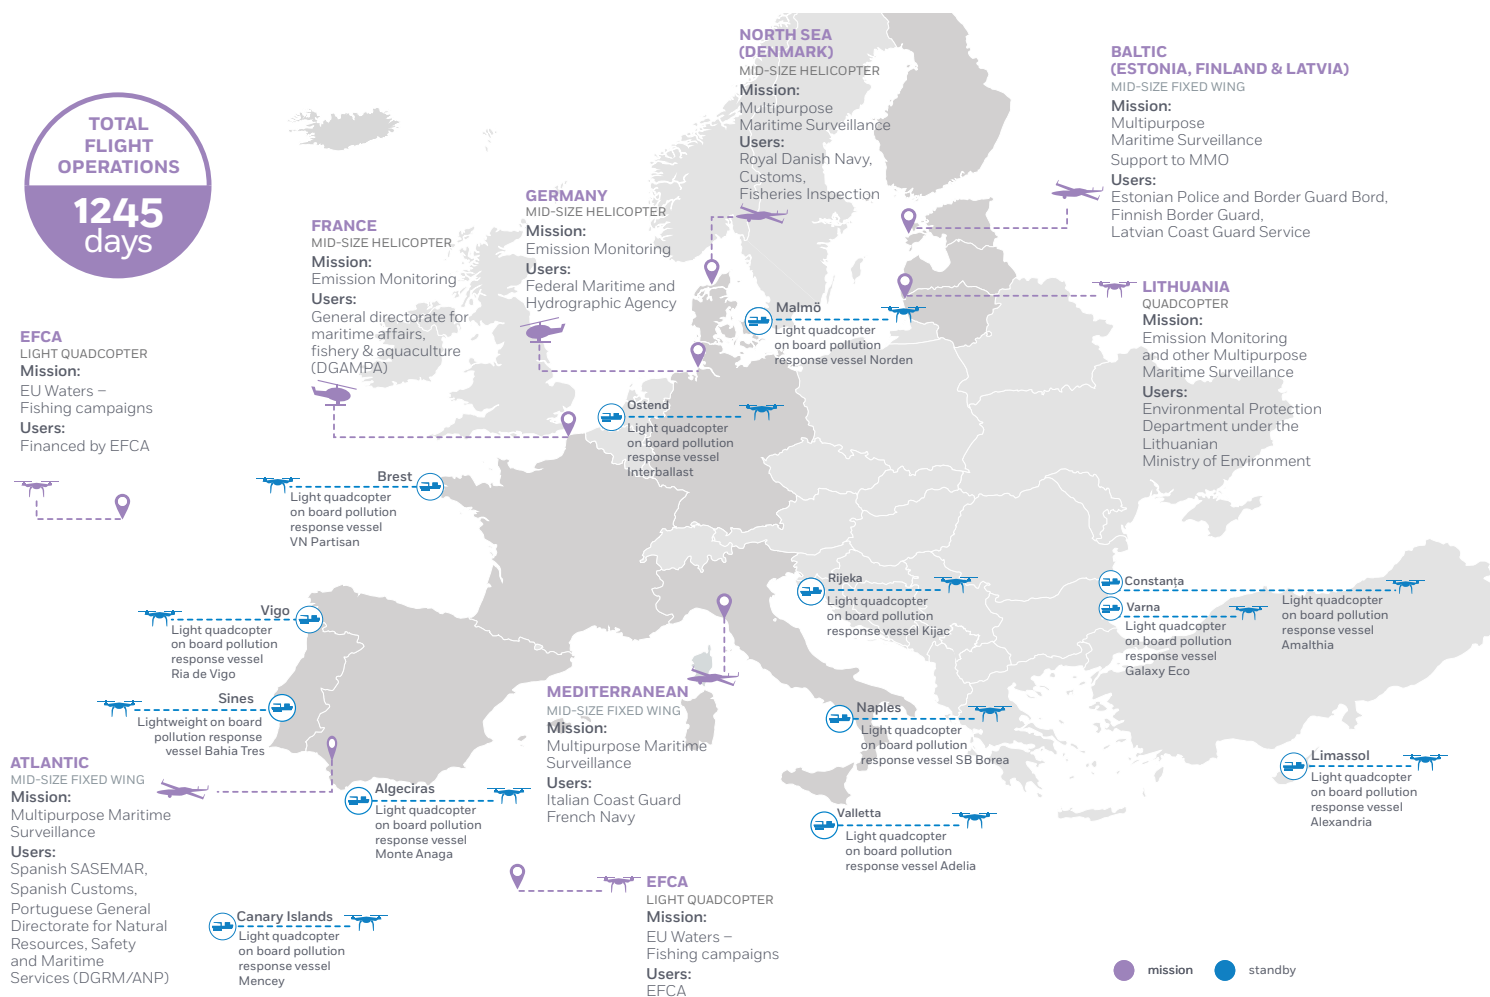 TOTAL
FLIGHT
OPERATIONS
1245
days
NORTH SEA
(DENMARK)
MID-SIZE HELICOPTER
Mission:
Multipurpose
Maritime Surveillance
Users:
Royal Danish Navy,
Customs,
Fisheries Inspection
BALTIC
(ESTONIA, FINLAND & LATVIA)
MID-SIZE FIXED WING
Mission:
Multipurpose
Maritime Surveillance
Support to MMO
Users:
Estonian Police and Border Guard Bord,
Finnish Border Guard,
Latvian Coast Guard Service
GERMANY
MID-SIZE HELICOPTER
Mission:
Emission Monitoring
Users:
Federal Maritime and
Hydrographic Agency
FRANCE
MID-SIZE HELICOPTER
Mission:
Emission Monitoring
Users:
General directorate for
maritime affairs,
fishery & aquaculture
(DGAMPA)
LITHUANIA
QUADCOPTER
Mission:
Emission Monitoring
and other Multipurpose
Maritime Surveillance
Users:
Environmental Protection
Department under the
Lithuanian
Ministry of Environment
EFCA
LIGHT QUADCOPTER
Mission:
EU Waters –
Fishing campaigns
Users:
Financed by EFCA
Malmö
Light quadcopter
on board pollution
response vessel Norden
Ostend
Light quadcopter
on board pollution
response vessel
Interballast
Brest
Light quadcopter
on board pollution
response vessel
VN Partisan
Rijeka
Light quadcopter
on board pollution
response vessel Kijac
Constanța
Light quadcopter
on board pollution
response vessel
Amalthia
Varna
Light quadcopter
on board pollution
response vessel
Galaxy Eco
Vigo
Light quadcopter
on board pollution
response vessel
Ria de Vigo
Sines
Lightweight on board
pollution response
vessel Bahia Tres
MEDITERRANEAN
MID-SIZE FIXED WING
Mission:
Multipurpose Maritime
Surveillance
Users:
Italian Coast Guard
French Navy
Naples
Light quadcopter
on board pollution
response vessel SB Borea
Limassol
Light quadcopter
on board pollution
response vessel
Alexandria
ATLANTIC
MID-SIZE FIXED WING
Mission:
Multipurpose Maritime
Surveillance
Users:
Spanish SASEMAR,
Spanish Customs,
Portuguese General
Directorate for Natural
Resources, Safety
and Maritime
Services (DGRM/ANP)
Algeciras
Light quadcopter
on board pollution
response vessel
Monte Anaga
Valletta
Light quadcopter
on board pollution
response vessel Adelia
Canary Islands
Light quadcopter
on board pollution
response vessel
Mencey
EFCA
LIGHT QUADCOPTER
Mission:
EU Waters –
Fishing campaigns
Users:
EFCA
mission
standby